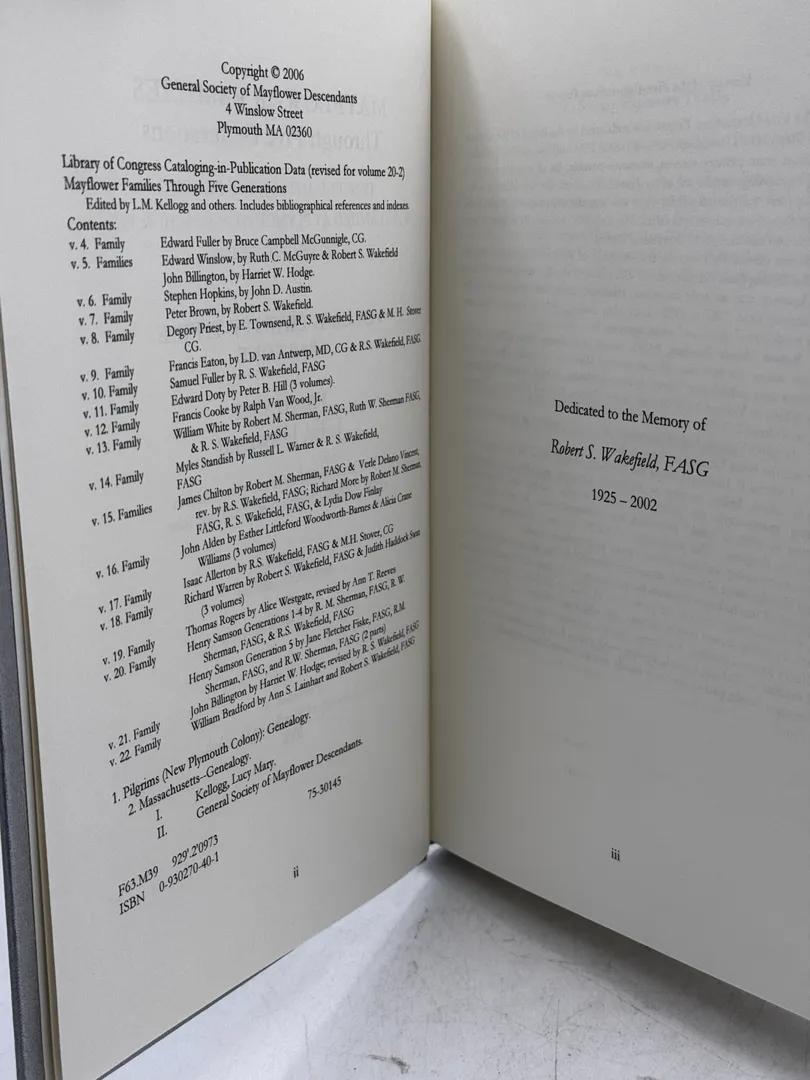 Copyright © 2006
General Society of Mayflower Descendants
4 Winslow Street
Plymouth MA 02360
Library of Congress Cataloging-in-Publication Data (revised for volume 20-2)
Mayflower Families Through Five Generations
Edited by L.M. Kellogg and others. Includes bibliographical references and indexes.
Contents:
v. 4. Family Edward Fuller by Bruce Campbell McGunnigle, CG.
v. 5. Families Edward Winslow, by Ruth C. McGuyre & Robert S. Wakefield
John Billington, by Harriet W. Hodge.
v. 6. Family Stephen Hopkins, by John D. Austin.
v. 7. Family Peter Brown, by Robert S. Wakefield.
v. 8. Family Degory Priest, by E. Townsend, R. S. Wakefield, FASG & M. H. Stover
CG.
v. 9. Family Francis Eaton, by L.D. van Antwerp, MD, CG & R.S. Wakefield, FASG
v. 10. Family Samuel Fuller by R. S. Wakefield, FASG
v. 11. Family Edward Doty by Peter B. Hill (3 volumes).
v. 12. Family Francis Cooke by Ralph Van Wood, Jr.
v. 13. Family William White by Robert M. Sherman, FASG, Ruth W. Sherman FASG,
& R. S. Wakefield, FASG
v. 14. Family Myles Standish by Russell L. Warner & R. S. Wakefield,
FASG
v. 15. Families James Chilton by Robert M. Sherman, FASG & Verle Delano Vincent,
rev. by R.S. Wakefield, FASG; Richard More by Robert M. Sherman,
FASG, R. S. Wakefield, FASG, & Lydia Dow Finlay
v. 16. Family John Alden by Esther Littleford Woodworth-Barnes & Alicia Crane
Williams (3 volumes)
v. 17. Family Isaac Allerton by R.S. Wakefield, FASG & M.H. Stover, CG
v. 18. Family Richard Warren by Robert S. Wakefield, FASG & Judith Haddock Swan
(3 volumes)
v. 19. Family Thomas Rogers by Alice Westgate, revised by Ann T. Reeves
v. 20. Family Henry Samson Generations 1-4 by R. M. Sherman, FASG, R. W.
Sherman, FASG, & R.S. Wakefield, FASG
Henry Samson Generation 5 by Jane Fletcher Fiske, FASG, R.M.
Sherman, FASG, and R.W. Sherman, FASG (2 parts)
v. 21. Family John Billington by Harriet W. Hodge; revised by R. S. Wakefield, FASG
v. 22. Family William Bradford by Ann S. Lainhart and Robert S. Wakefield, FASG
1. Pilgrims (New Plymouth Colony): Genealogy.
2. Massachusetts--Genealogy.
I. Kellogg, Lucy Mary.
II. General Society of Mayflower Descendants.
F63.M39 929'.2'0973 75-30145
ISBN 0-930270-40-1
ii
Dedicated to the Memory of
Robert S. Wakefield, FASG
1925 – 2002
iii